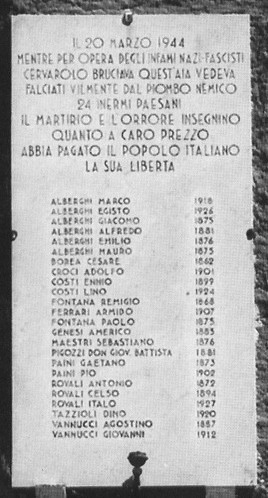 IL 20 MARZO 1944
MENTRE PER OPERA DEGLI INFAMI NAZI-FASCISTI
CERVAROLO BRUCIAVA QUEST'AIA VEDEVA
FALCIATI VILMENTE DAL PIOMBO NEMICO
24 INERMI PAESANI
IL MARTIRIO E L'ORRORE INSEGNINO
QUANTO A CARO PREZZO
ABBIA PAGATO IL POPOLO ITALIANO
LA SUA LIBERTA
ALBERGHI MARCO 1918
ALBERGHI EGISTO 1926
ALBERGHI GIACOMO 1875
ALBERGHI ALFREDO 1881
ALBERGHI EMILIO 1876
ALBERGHI MAURO 1875
BOREA CESARE 1862
CROCI ADOLFO 1901
COSTI ENNIO 1899
COSTI LINO 1924
FONTANA REMIGIO 1868
FERRARI ARMIDO 1907
FONTANA PAOLO 1875
GENESI AMERICO 1885
MAESTRI SEBASTIANO 1876
PIGOZZI DON GIOV. BATTISTA 1881
PAINI GAETANO 1873
PAINI PIO 1902
ROVALI ANTONIO 1872
ROVALI CELSO 1894
ROVALI ITALO 1927
TAZZIOLI DINO 1920
VANNUCCI AGOSTINO 1887
VANNUCCI GIOVANNI 1912